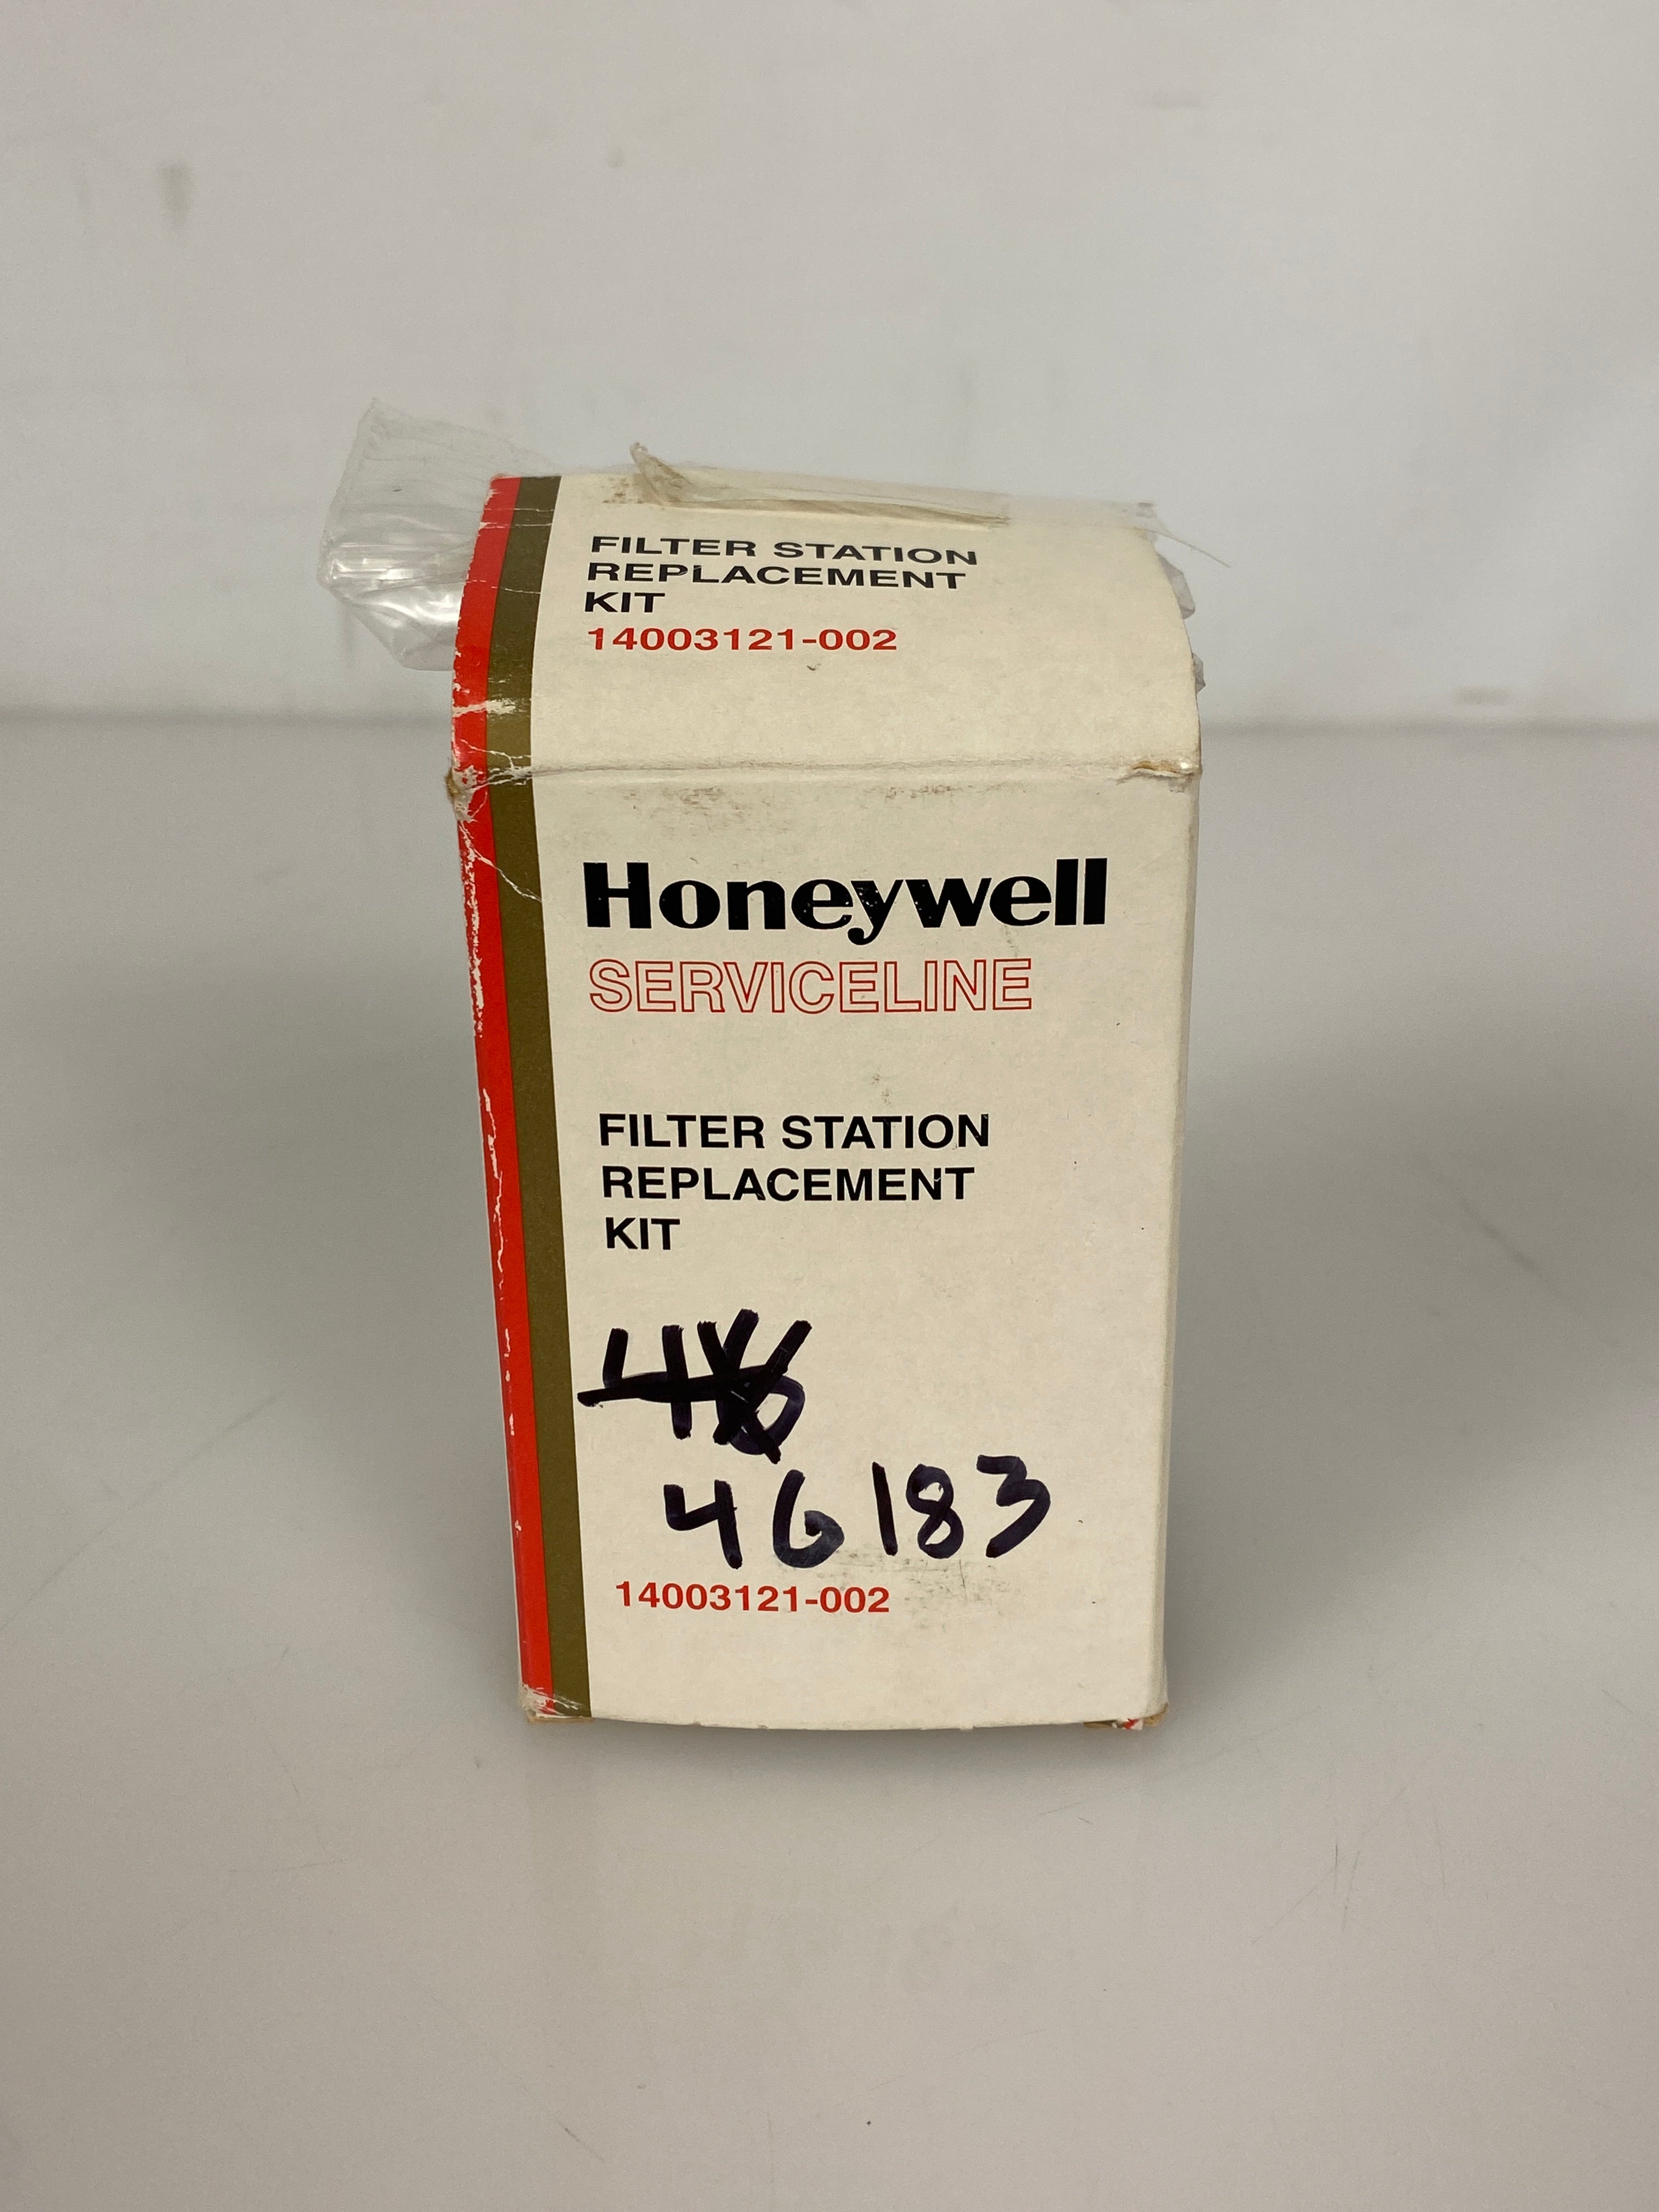 FILTER STATION
REPLACEMENT
KIT
14003121-002
Honeywell
SERVICELINE
FILTER STATION
REPLACEMENT
KIT
46183
14003121-002